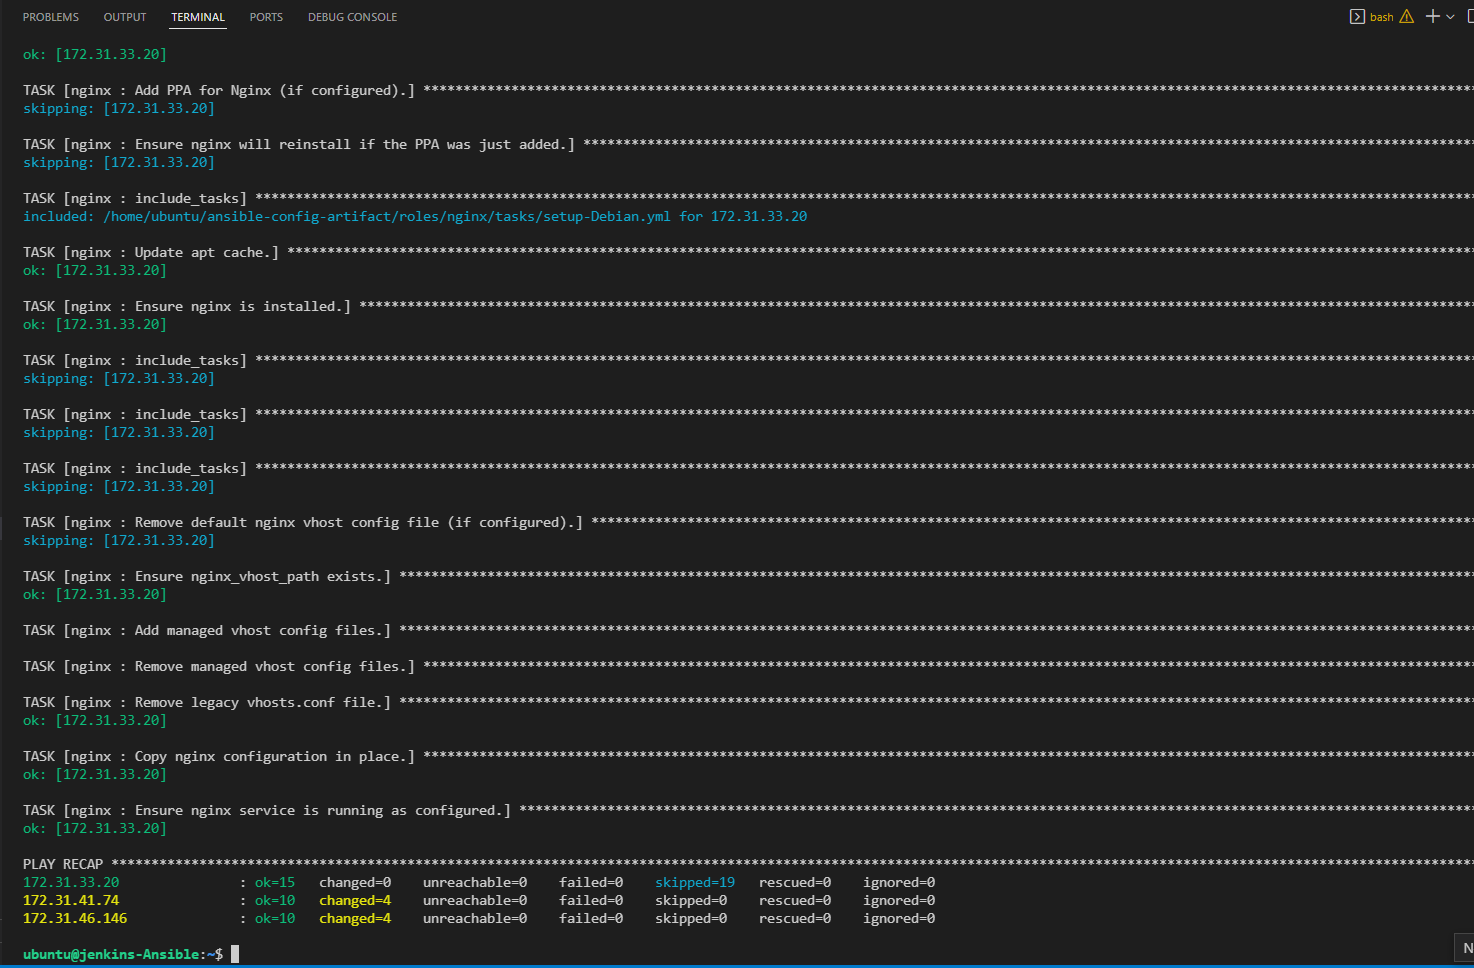 PROBLEMS OUTPUT TERMINAL PORTS DEBUG CONSOLE bash
ok: [172.31.33.20]
TASK [nginx : Add PPA for Nginx (if configured).] ************************************************************************************************************************************
skipping: [172.31.33.20]
TASK [nginx : Ensure nginx will reinstall if the PPA was just added.] ****************************************************************************************************************
skipping: [172.31.33.20]
TASK [nginx : include_tasks] *********************************************************************************************************************************************************
included: /home/ubuntu/ansible-config-artifact/roles/nginx/tasks/setup-Debian.yml for 172.31.33.20
TASK [nginx : Update apt cache.] *****************************************************************************************************************************************************
ok: [172.31.33.20]
TASK [nginx : Ensure nginx is installed.] ********************************************************************************************************************************************
ok: [172.31.33.20]
TASK [nginx : include_tasks] *********************************************************************************************************************************************************
skipping: [172.31.33.20]
TASK [nginx : include_tasks] *********************************************************************************************************************************************************
skipping: [172.31.33.20]
TASK [nginx : include_tasks] *********************************************************************************************************************************************************
skipping: [172.31.33.20]
TASK [nginx : Remove default nginx vhost config file (if configured).] ***************************************************************************************************************
skipping: [172.31.33.20]
TASK [nginx : Ensure nginx_vhost_path exists.] ***************************************************************************************************************************************
ok: [172.31.33.20]
TASK [nginx : Add managed vhost config files.] ***************************************************************************************************************************************
TASK [nginx : Remove managed vhost config files.] ************************************************************************************************************************************
TASK [nginx : Remove legacy vhosts.conf file.] ***************************************************************************************************************************************
ok: [172.31.33.20]
TASK [nginx : Copy nginx configuration in place.] ************************************************************************************************************************************
ok: [172.31.33.20]
TASK [nginx : Ensure nginx service is running as configured.] ************************************************************************************************************************
ok: [172.31.33.20]
PLAY RECAP ***************************************************************************************************************************************************************************
172.31.33.20 : ok=15 changed=0 unreachable=0 failed=0 skipped=19 rescued=0 ignored=0
172.31.41.74 : ok=10 changed=4 unreachable=0 failed=0 skipped=0 rescued=0 ignored=0
172.31.46.146 : ok=10 changed=4 unreachable=0 failed=0 skipped=0 rescued=0 ignored=0
ubuntu@jenkins-Ansible:~$